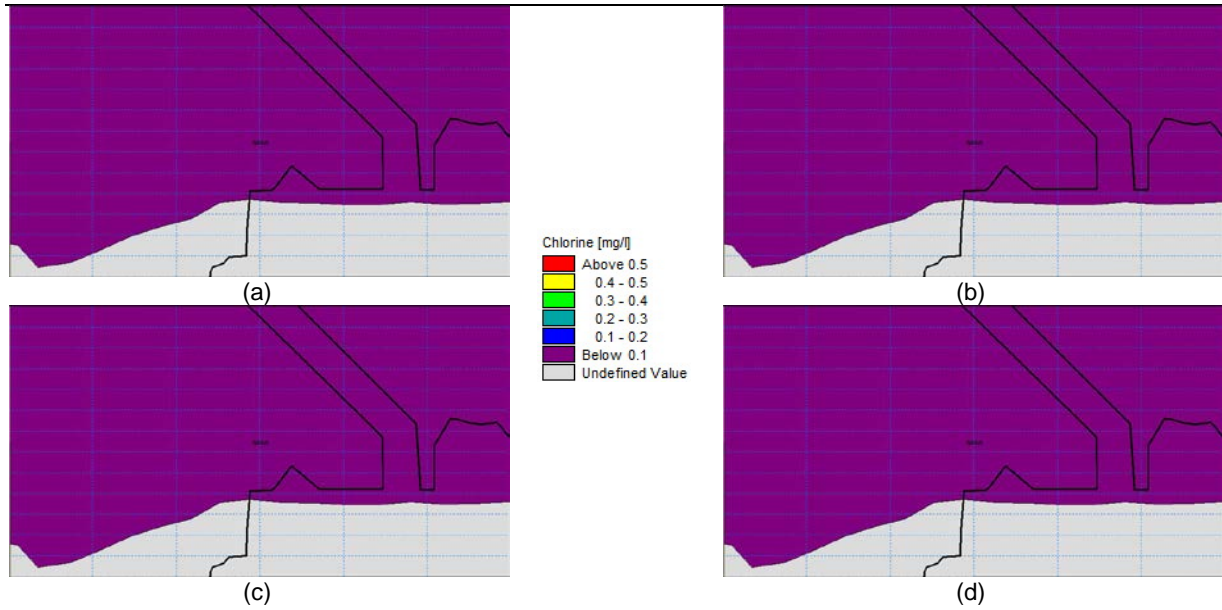 (a)
(b)
Chlorine [mg/l]
Above 0.5
0.4 - 0.5
0.3 - 0.4
0.2 - 0.3
0.1 - 0.2
Below 0.1
Undefined Value
(c)
(d)